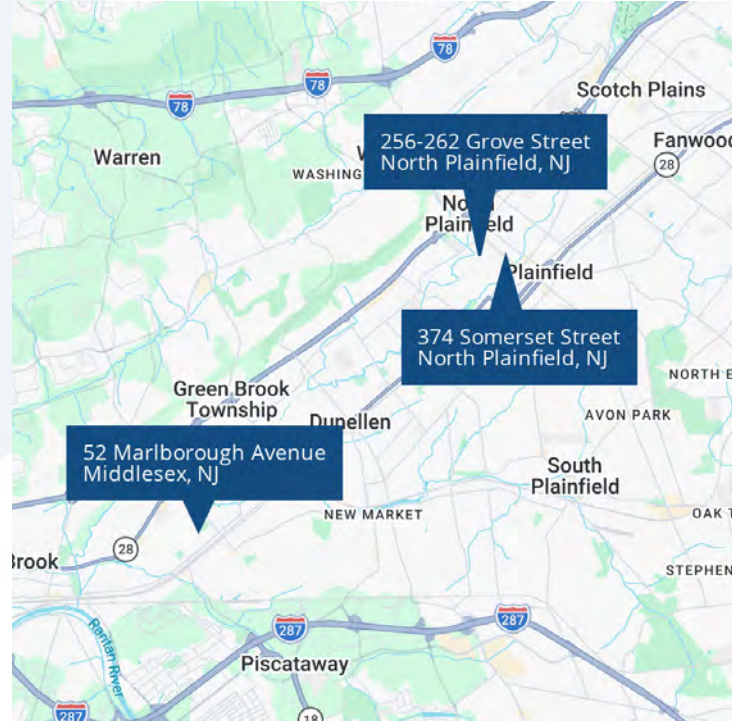 78
78
78
Scotch Plains
256-262 Grove Street
North Plainfield, NJ
Fanwood
28
Warren
WASHING
North
Plainfield
Plainfield
374 Somerset Street
North Plainfield, NJ
NORTH E
Green Brook
Township
AVON PARK
Dunellen
52 Marlborough Avenue
Middlesex, NJ
South
Plainfield
NEW MARKET
OAK T
28
Brook
STEPHEN
Raritan River
287
287
Piscataway
287
18